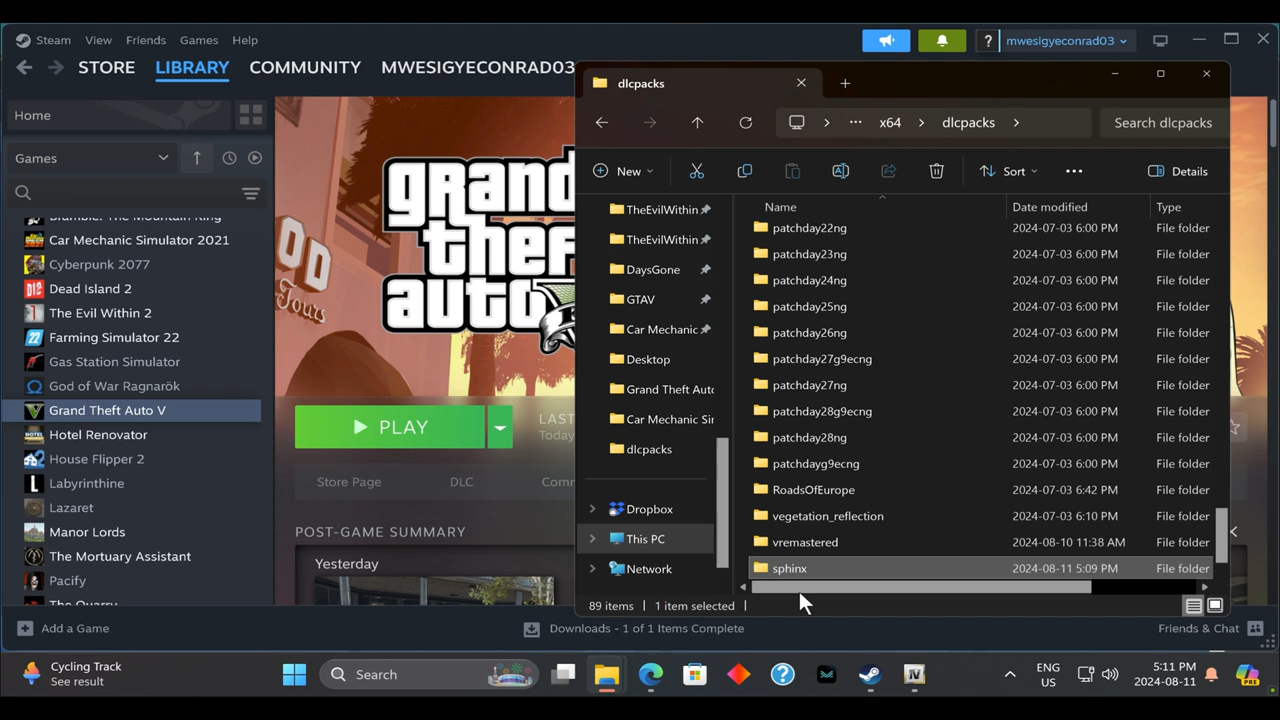 Steam View Friends Games Help
mwesigyeconrad03
STORE LIBRARY COMMUNITY MWESIGYECONRAD03
Home
Games
Bramble: The Mountain King
Car Mechanic Simulator 2021
Cyberpunk 2077
Dead Island 2
The Evil Within 2
Farming Simulator 22
Gas Station Simulator
God of War Ragnarök
Grand Theft Auto V
Hotel Renovator
House Flipper 2
Labyrinthine
Lazaret
Manor Lords
The Mortuary Assistant
Pacify
The Quarry
Add a Game
OD
Tours
grand
theft
auto
PLAY
LAST
Today
Store Page DLC Comm
POST-GAME SUMMARY
Yesterday
dlcpacks
x64 dlcpacks Search dlcpacks
New Sort Details
TheEvilWithin
TheEvilWithin
DaysGone
GTAV
Car Mechanic
Desktop
Grand Theft Auto
Car Mechanic Sir
dlcpacks
Dropbox
This PC
Network
Name Date modified Type
patchday22ng 2024-07-03 6:00 PM File folder
patchday23ng 2024-07-03 6:00 PM File folder
patchday24ng 2024-07-03 6:00 PM File folder
patchday25ng 2024-07-03 6:00 PM File folder
patchday26ng 2024-07-03 6:00 PM File folder
patchday27g9ecng 2024-07-03 6:00 PM File folder
patchday27ng 2024-07-03 6:00 PM File folder
patchday28g9ecng 2024-07-03 6:00 PM File folder
patchday28ng 2024-07-03 6:00 PM File folder
patchdayg9ecng 2024-07-03 6:00 PM File folder
RoadsOfEurope 2024-07-03 6:42 PM File folder
vegetation_reflection 2024-07-03 6:10 PM File folder
vremastered 2024-08-10 11:38 AM File folder
sphinx 2024-08-11 5:09 PM File folder
89 items 1 item selected
Downloads - 1 of 1 Items Complete
Friends & Chat
Cycling Track
See result
Search
ENG
US
5:11 PM
2024-08-11
PRE